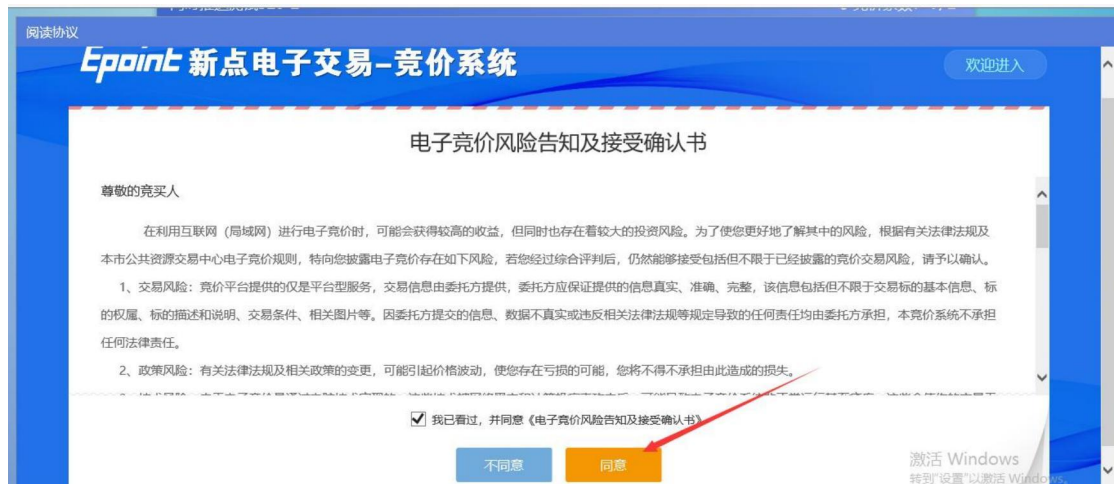 阅读协议
Epoint 新点电子交易-竞价系统
欢迎进入
电子竞价风险告知及接受确认书
尊敬的竞买人
在利用互联网（局域网）进行电子竞价时，可能会获得较高的收益，但同时也存在着较大的投资风险。为了使您更好地了解其中的风险，根据有关法律法规及
本市公共资源交易中心电子竞价规则，特向您披露电子竞价存在如下风险，若您经过综合评判后，仍然能够接受包括但不限于已经披露的竞价交易风险，请予以确认。
1、交易风险：竞价平台提供的仅是平台型服务，交易信息由委托方提供，委托方应保证提供的信息真实、准确、完整，该信息包括但不限于交易标的基本信息、标
的权属、标的描述和说明、交易条件、相关图片等。因委托方提交的信息、数据不真实或违反相关法律法规等规定导致的任何责任均由委托方承担，本竞价系统不承担
任何法律责任。
2、政策风险：有关法律法规及相关政策的变更，可能引起价格波动，使您存在亏损的可能，您将不得不承担由此造成的损失。
我已看过，并同意《电子竞价风险告知及接受确认书》
不同意
同意
激活 Windows
转到"设置"以激活 Windows。